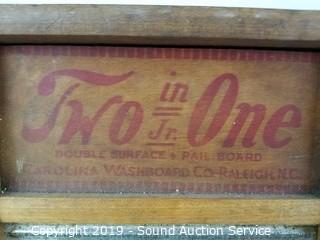 Two in Jr. One
DOUBLE SURFACE + PAIL BOARD
CAROLINA WASHBOARD CO-RALEIGH, N.C.
Copyright 2019 - Sound Auction Service